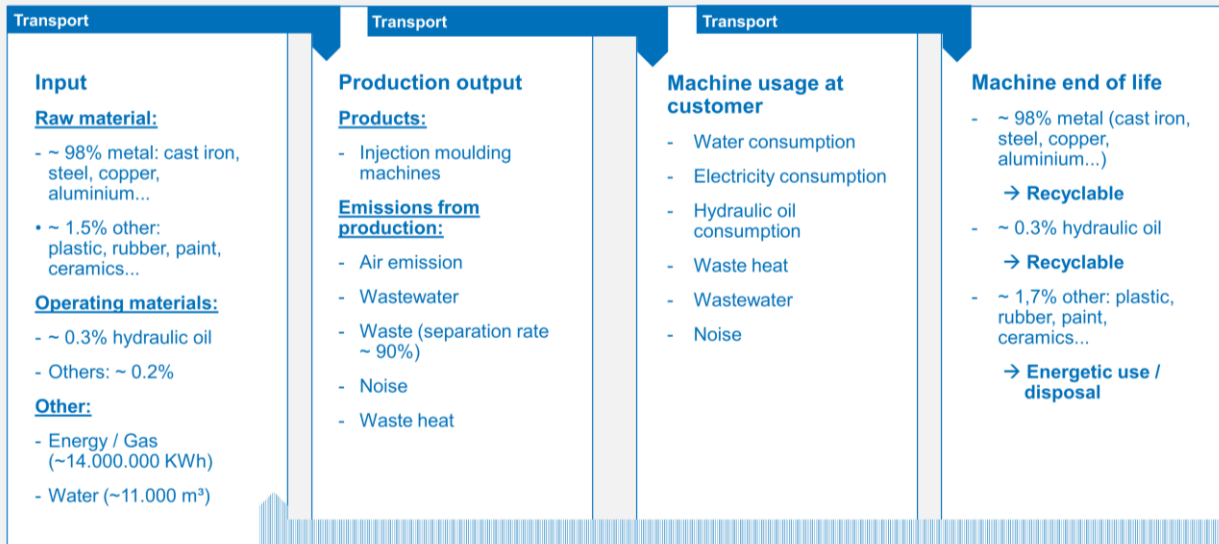 Transport
Transport
Transport
Input
Raw material:
- ~ 98% metal: cast iron,
steel, copper,
aluminium...
• ~ 1.5% other:
plastic, rubber, paint,
ceramics...
Operating materials:
- ~ 0.3% hydraulic oil
- Others: ~ 0.2%
Other:
- Energy / Gas
(~14.000.000 KWh)
- Water (~11.000 m³)
Production output
Products:
- Injection moulding
machines
Emissions from
production:
- Air emission
- Wastewater
- Waste (separation rate
~ 90%)
- Noise
- Waste heat
Machine usage at
customer
- Water consumption
- Electricity consumption
- Hydraulic oil
consumption
- Waste heat
- Wastewater
- Noise
Machine end of life
- ~ 98% metal (cast iron,
steel, copper,
aluminium...)
→ Recyclable
- ~ 0.3% hydraulic oil
→ Recyclable
- ~ 1,7% other: plastic,
rubber, paint,
ceramics...
→ Energetic use /
disposal